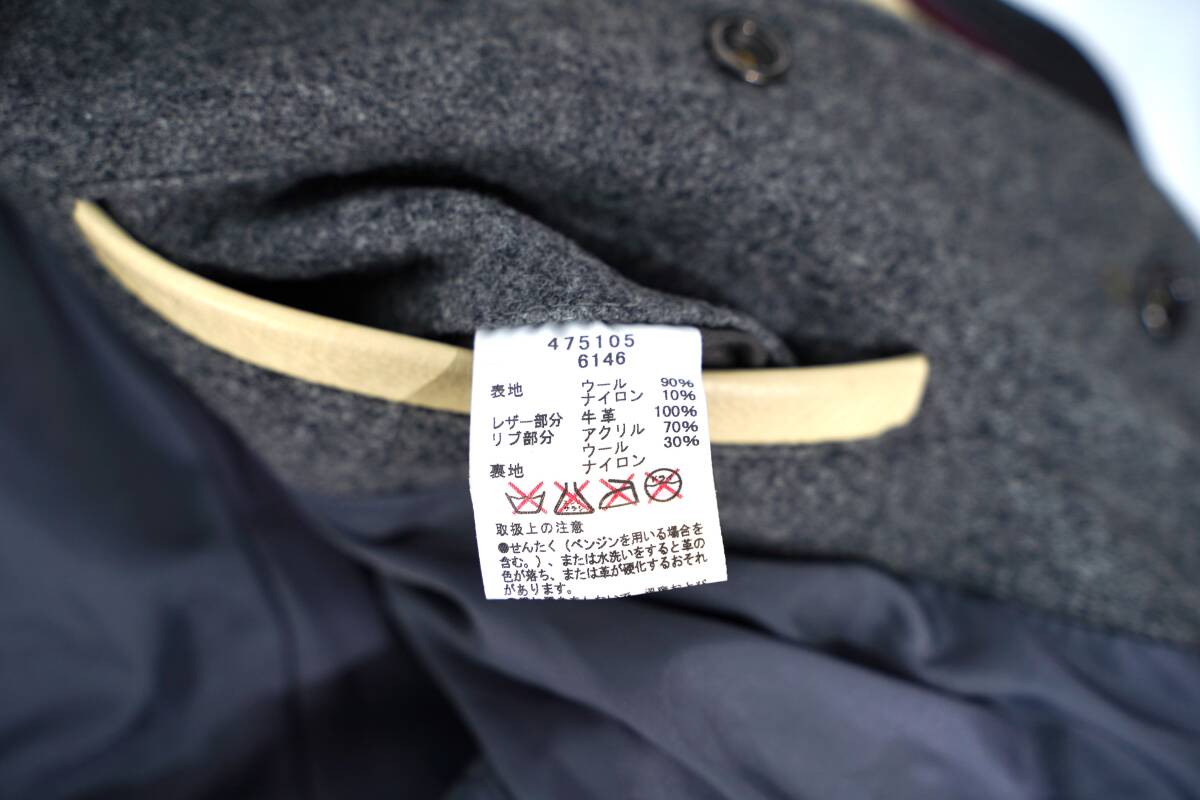 475105
6146
表地 ウール 90%
ナイロン 10%
レザー部分 牛革 100%
リブ部分 アクリル 70%
ウール 30%
裏地 ナイロン
取扱上の注意
●せんたく（ベンジンを用いる場合を
含む。）、または水洗いをすると革の
色が落ち、または革が硬化するおそれ
があります。